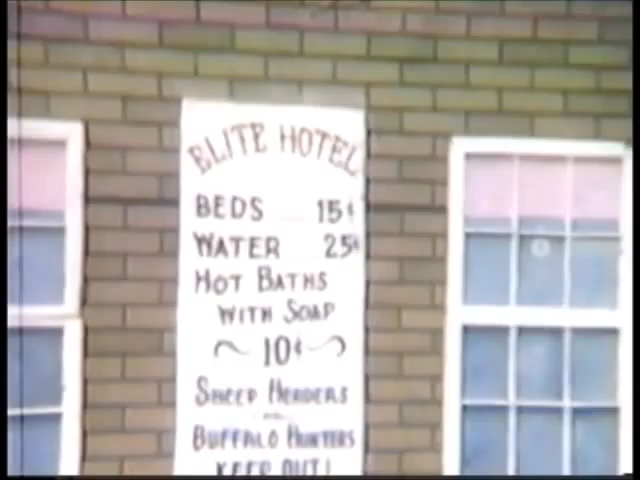 ELITE HOTEL
BEDS 15¢
WATER 25¢
HOT BATHS
WITH SOAP
10¢
SHEEP HERDERS
BUFFALO HUNTERS
KEEP OUT!